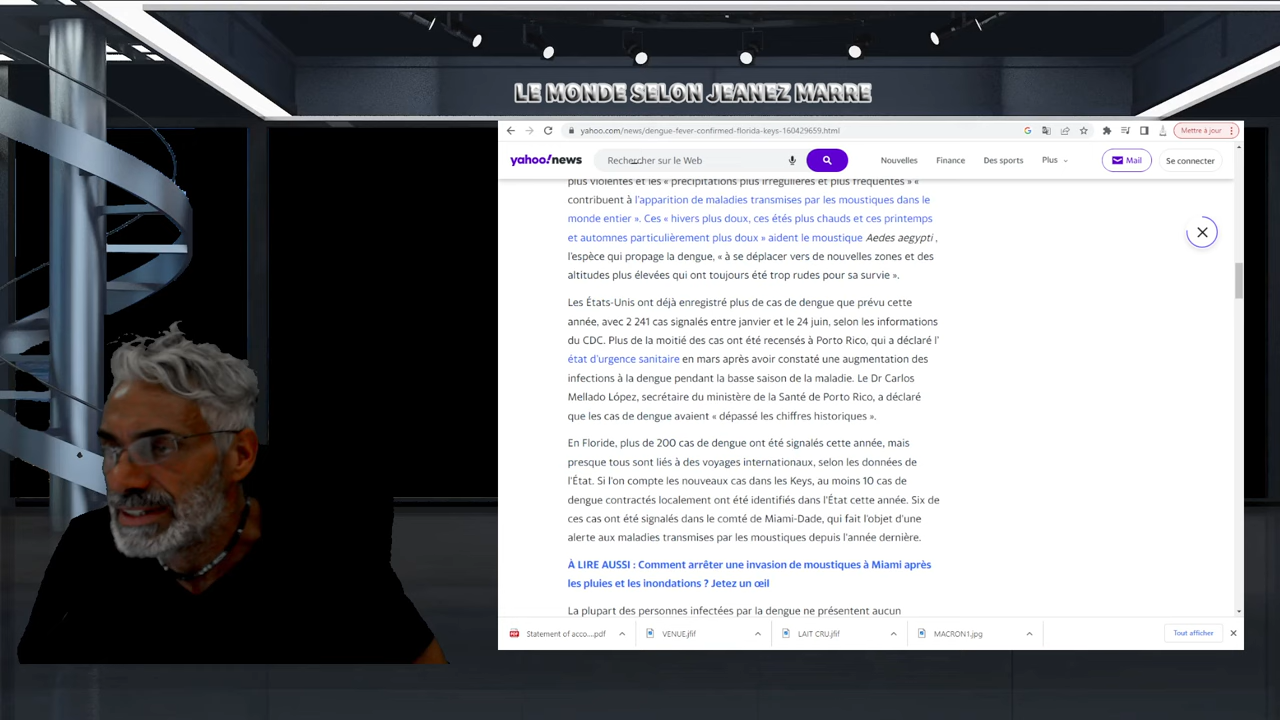 LE MONDE SELON JEANEZ MARRE
yahoo.com/news/dengue-fever-confirmed-florida-keys-160429659.html
Mettre à jour
yahoo!news
Rechercher sur le Web
Nouvelles
Finance
Des sports
Plus
Mail
Se connecter
plus violentes et les « précipitations plus irrégulières et plus fréquentes » «
contribuent à l'apparition de maladies transmises par les moustiques dans le
monde entier ». Ces « hivers plus doux, ces étés plus chauds et ces printemps
et automnes particulièrement plus doux » aident le moustique Aedes aegypti ,
l'espèce qui propage la dengue, « à se déplacer vers de nouvelles zones et des
altitudes plus élevées qui ont toujours été trop rudes pour sa survie ».
Les États-Unis ont déjà enregistré plus de cas de dengue que prévu cette
année, avec 2 241 cas signalés entre janvier et le 24 juin, selon les informations
du CDC. Plus de la moitié des cas ont été recensés à Porto Rico, qui a déclaré l'
état d'urgence sanitaire en mars après avoir constaté une augmentation des
infections à la dengue pendant la basse saison de la maladie. Le Dr Carlos
Mellado López, secrétaire du ministère de la Santé de Porto Rico, a déclaré
que les cas de dengue avaient « dépassé les chiffres historiques ».
En Floride, plus de 200 cas de dengue ont été signalés cette année, mais
presque tous sont liés à des voyages internationaux, selon les données de
l'État. Si l'on compte les nouveaux cas dans les Keys, au moins 10 cas de
dengue contractés localement ont été identifiés dans l'État cette année. Six de
ces cas ont été signalés dans le comté de Miami-Dade, qui fait l'objet d'une
alerte aux maladies transmises par les moustiques depuis l'année dernière.
À LIRE AUSSI : Comment arrêter une invasion de moustiques à Miami après
les pluies et les inondations ? Jetez un œil
La plupart des personnes infectées par la dengue ne présentent aucun
Statement of acco....pdf
VENUE.jfif
LAIT CRU.jfif
MACRON1.jpg
Tout afficher